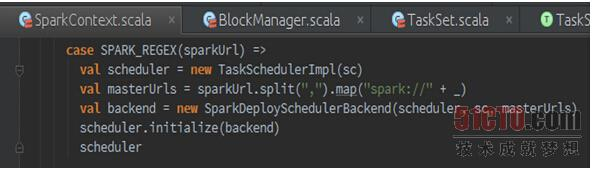 SparkContext.scala × BlockManager.scala × TaskSet.scala × TaskS
case SPARK_REGEX(sparkUrl) =>
val scheduler = new TaskSchedulerImpl(sc)
val masterUrls = sparkUrl.split(",").map("spark://" + _)
val backend = new SparkDeploySchedulerBackend(scheduler, sc, masterUrls)
scheduler.initialize(backend)
scheduler
51CTO.com
技术成就梦想